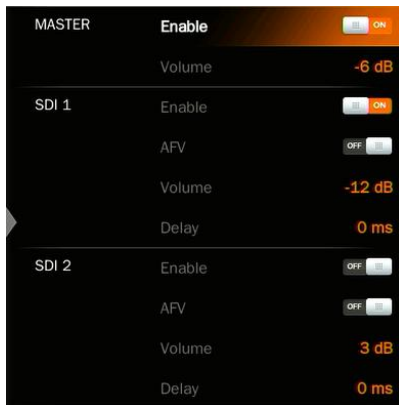 MASTER Enable ON
Volume -6 dB
SDI 1 Enable ON
AFV OFF
Volume -12 dB
Delay 0 ms
SDI 2 Enable OFF
AFV OFF
Volume 3 dB
Delay 0 ms